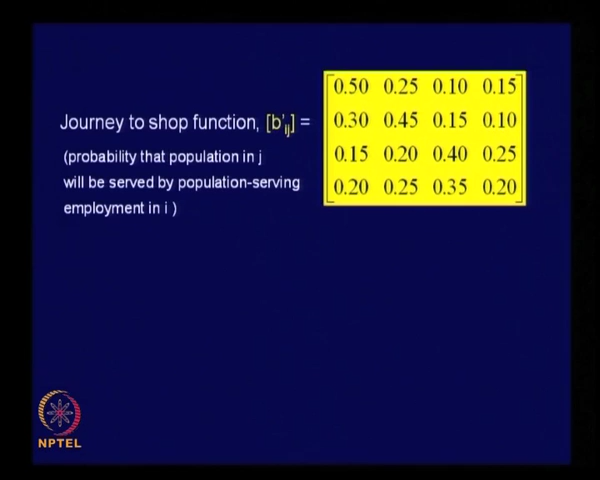 Journey to shop function, [b'ij] =
(probability that population in j
will be served by population-serving
employment in i )
0.50 0.25 0.10 0.15
0.30 0.45 0.15 0.10
0.15 0.20 0.40 0.25
0.20 0.25 0.35 0.20
NPTEL